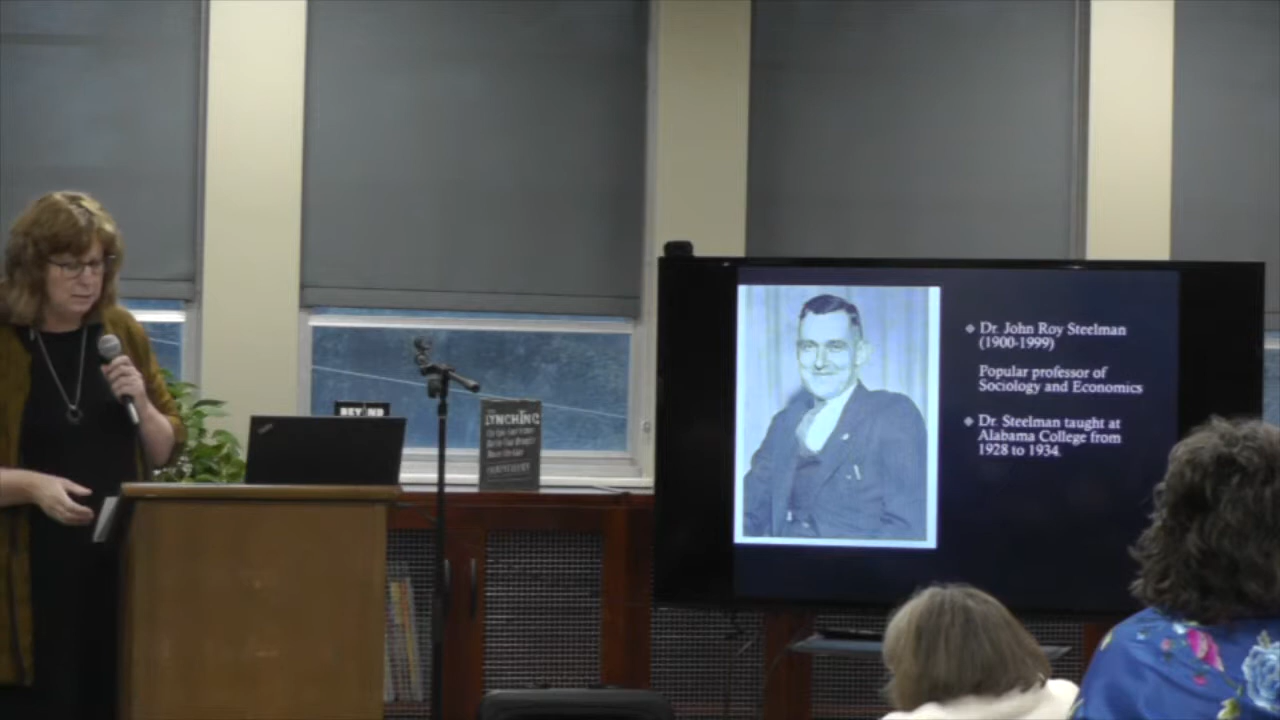 BEYOND
LYNCHING
❖ Dr. John Roy Steelman
(1900-1999)
Popular professor of
Sociology and Economics
❖ Dr. Steelman taught at
Alabama College from
1928 to 1934.